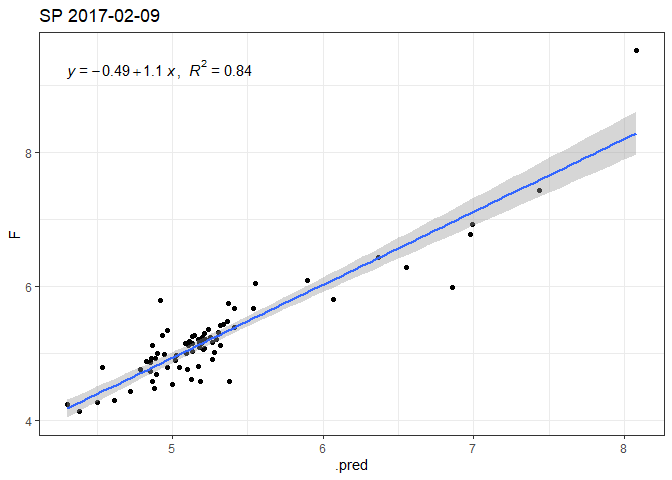 SP 2017-02-09
y = −0.49 + 1.1 x , R² = 0.84
8
6
4
F
5
6
7
8
.pred